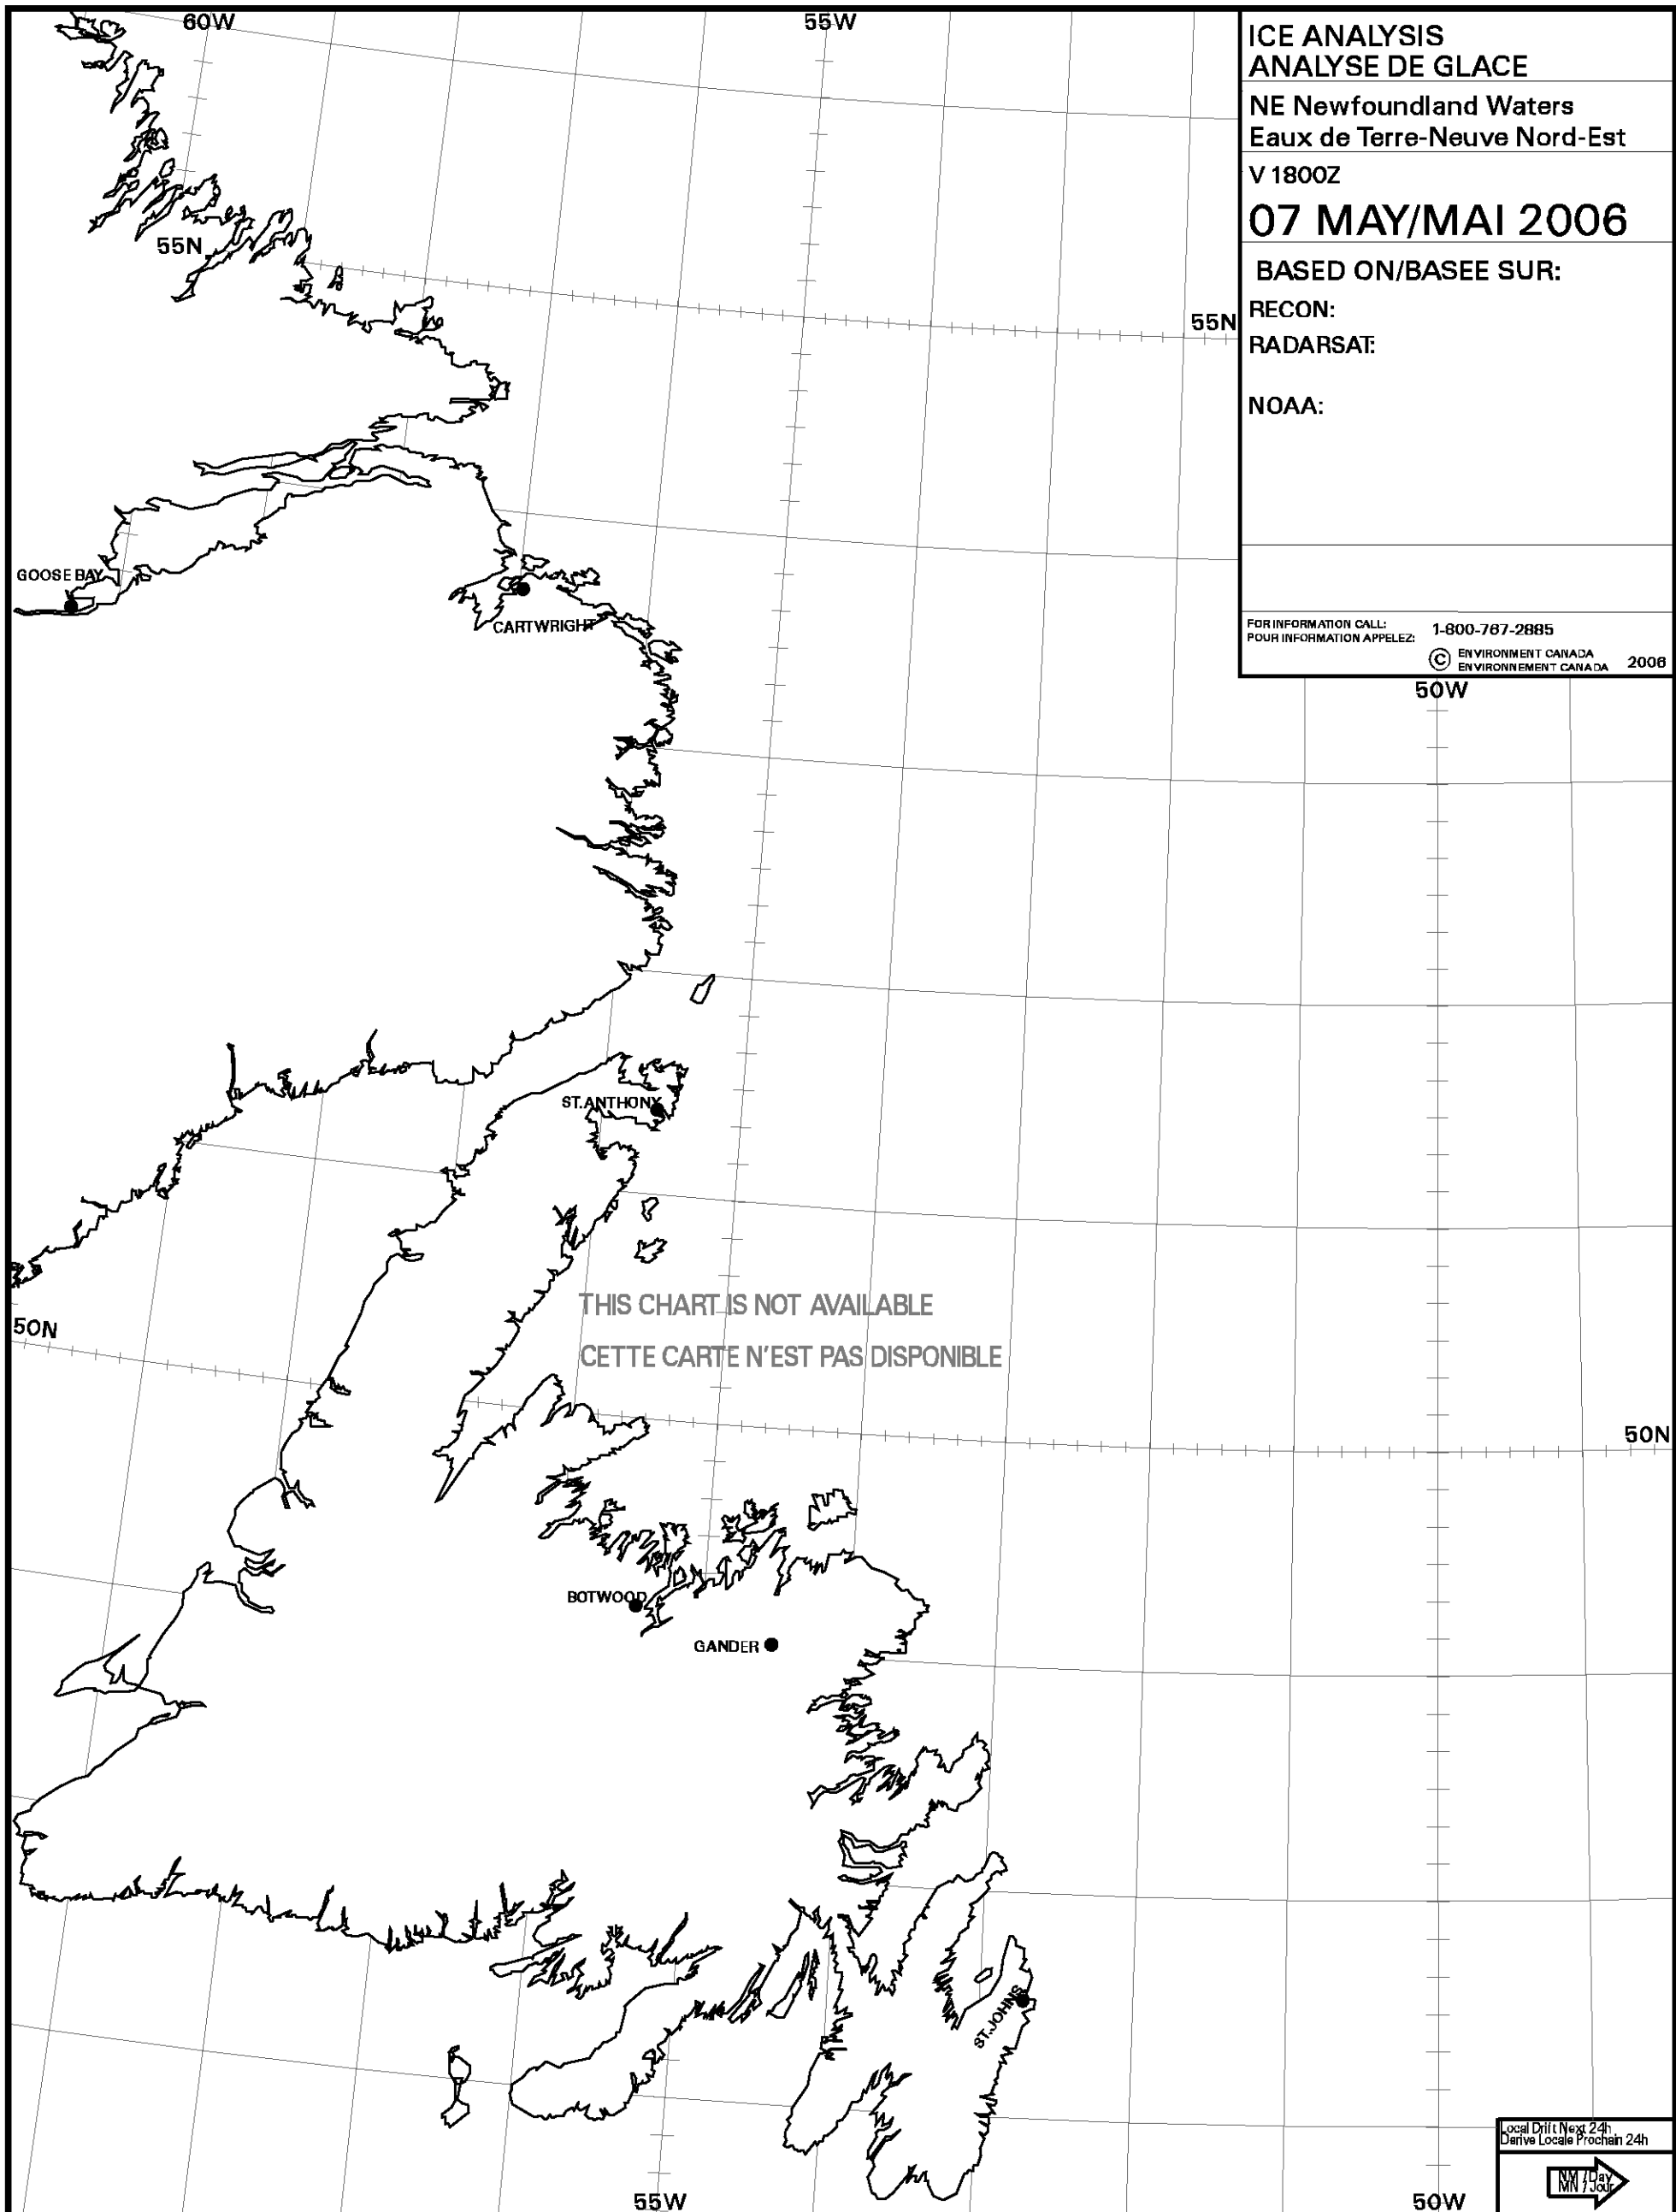 60W
55W
ICE ANALYSIS
ANALYSE DE GLACE
NE Newfoundland Waters
Eaux de Terre-Neuve Nord-Est
V 1800Z
07 MAY/MAI 2006
BASED ON/BASEE SUR:
RECON:
RADARSAT:
NOAA:
FOR INFORMATION CALL:
POUR INFORMATION APPELEZ:
1-800-767-2885
© ENVIRONMENT CANADA
ENVIRONNEMENT CANADA
2006
55N
55N
GOOSE BAY
CARTWRIGHT
50W
ST.ANTHONY
THIS CHART IS NOT AVAILABLE
CETTE CARTE N'EST PAS DISPONIBLE
50N
50N
BOTWOOD
GANDER
ST.JOHNS
Local Drift Next 24h
Derive Locale Prochain 24h
NM / Day
MN / Jour
55W
50W